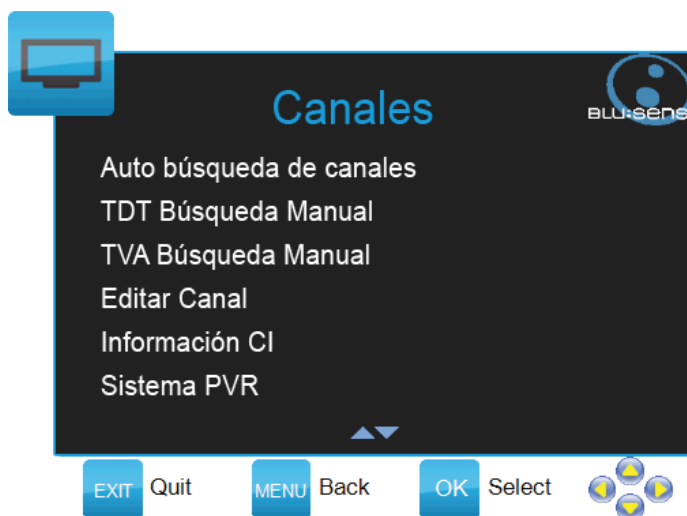 Canales
BLU:sens
Auto búsqueda de canales
TDT Búsqueda Manual
TVA Búsqueda Manual
Editar Canal
Información CI
Sistema PVR
EXIT Quit MENU Back OK Select